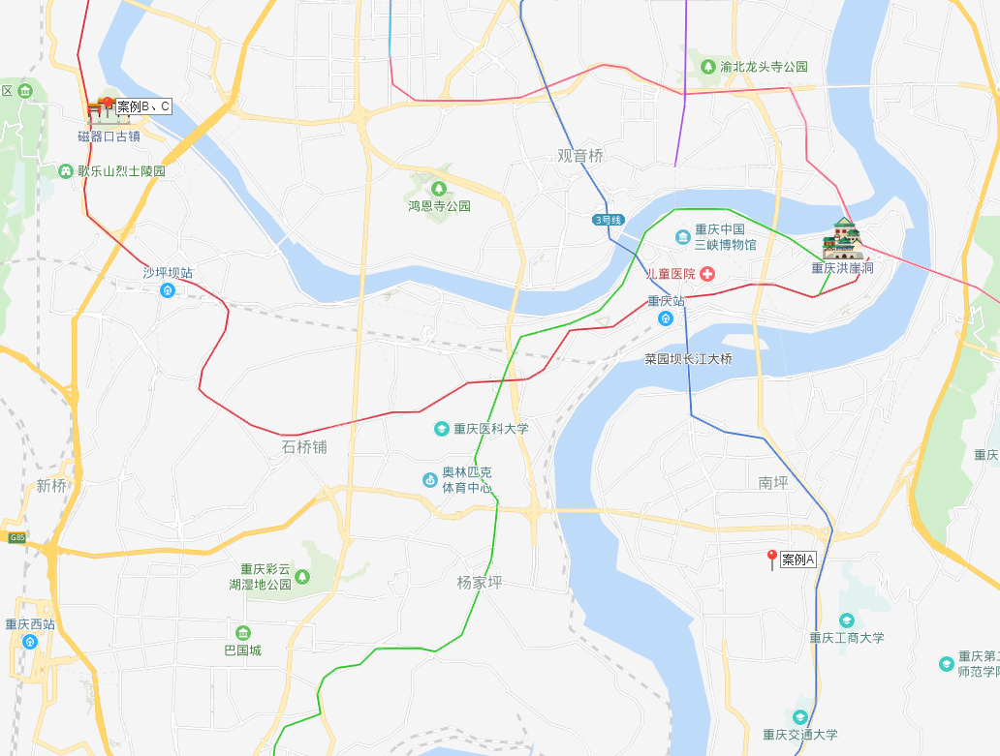 渝北龙头寺公园
区
案例B、C
磁器口古镇
观音桥
歌乐山烈士陵园
鸿恩寺公园
3号线
重庆中国
三峡博物馆
重庆洪崖洞
沙坪坝站
儿童医院
重庆站
菜园坝长江大桥
重庆医科大学
石桥铺
重庆
奥林匹克
体育中心
南坪
新桥
G85
案例A
重庆彩云
湖湿地公园
杨家坪
重庆西站
重庆工商大学
巴国城
重庆第二
师范学院
重庆交通大学